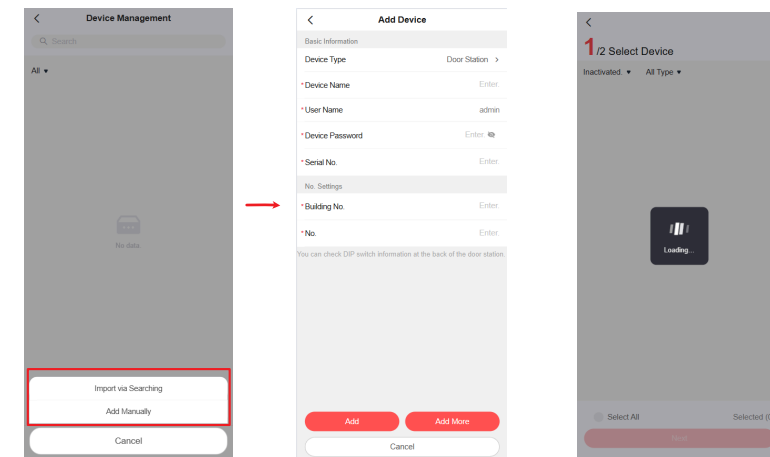 Device Management
Search
All
No data
Import via Searching
Add Manually
Cancel
Add Device
Basic Information
Device Type Door Station
*Device Name Enter.
*User Name admin
*Device Password Enter.
*Serial No. Enter.
No. Settings
*Building No. Enter.
*No. Enter.
You can check DIP switch information at the back of the door station.
Add Add More
Cancel
1/2 Select Device
Inactivated. All Type
Loading...
Select All Selected (0
Next